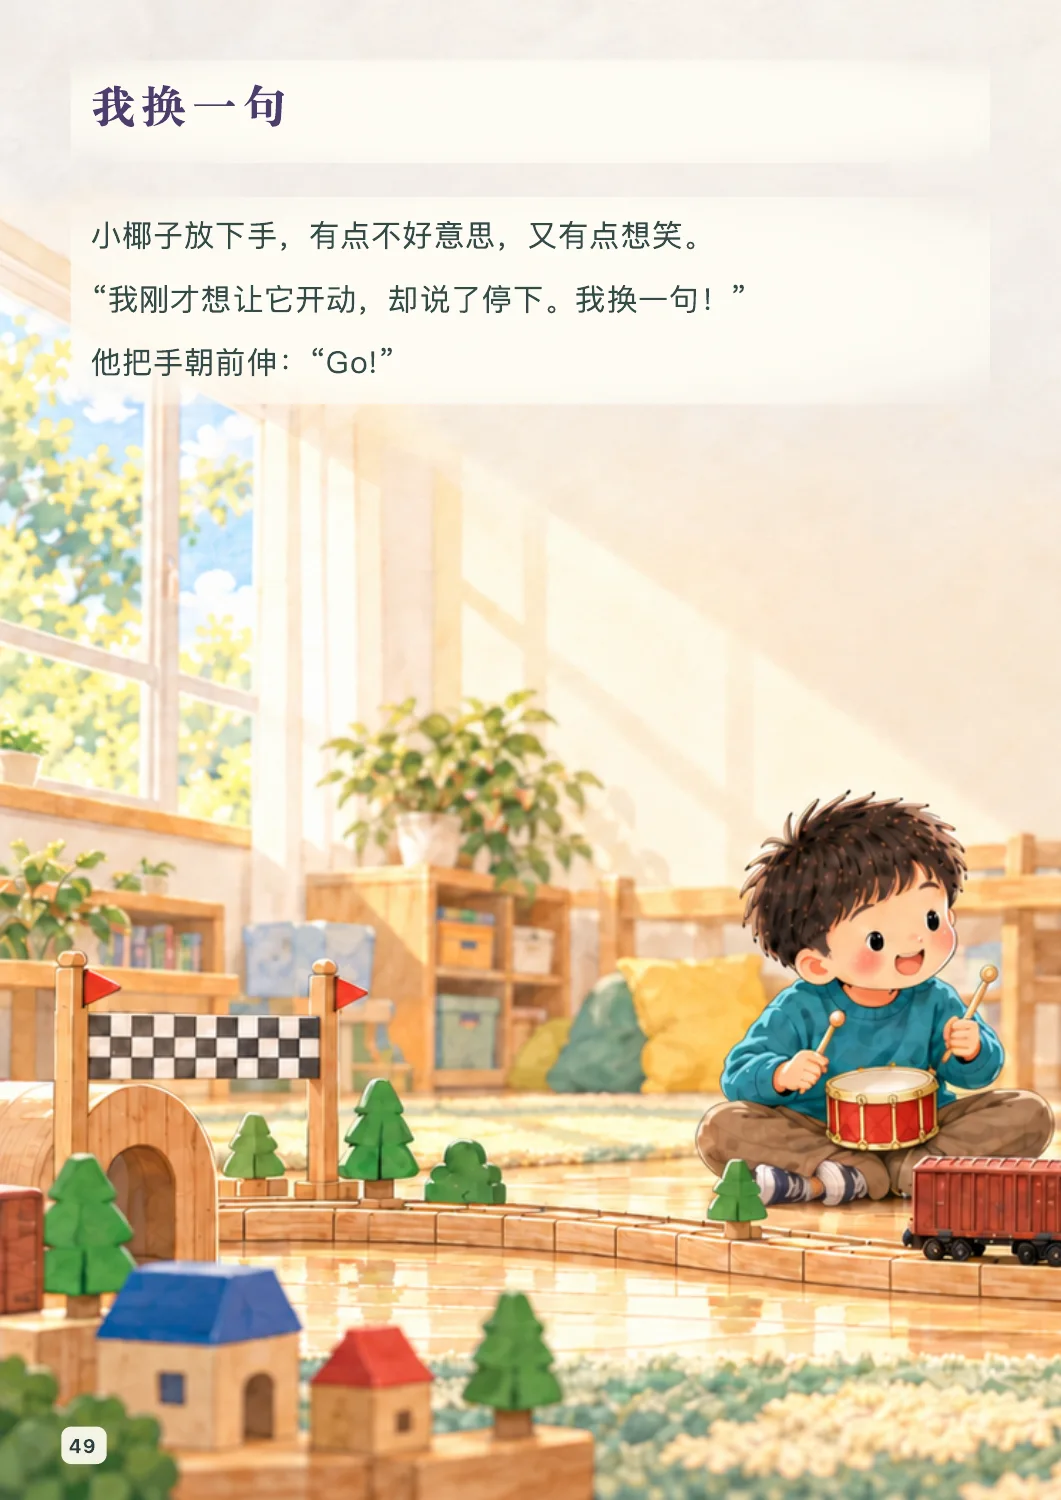 我换一句
小椰子放下手，有点不好意思，又有点想笑。
“我刚才想让它开动，却说了停下。我换一句！”
他把手朝前伸：“Go!”
49